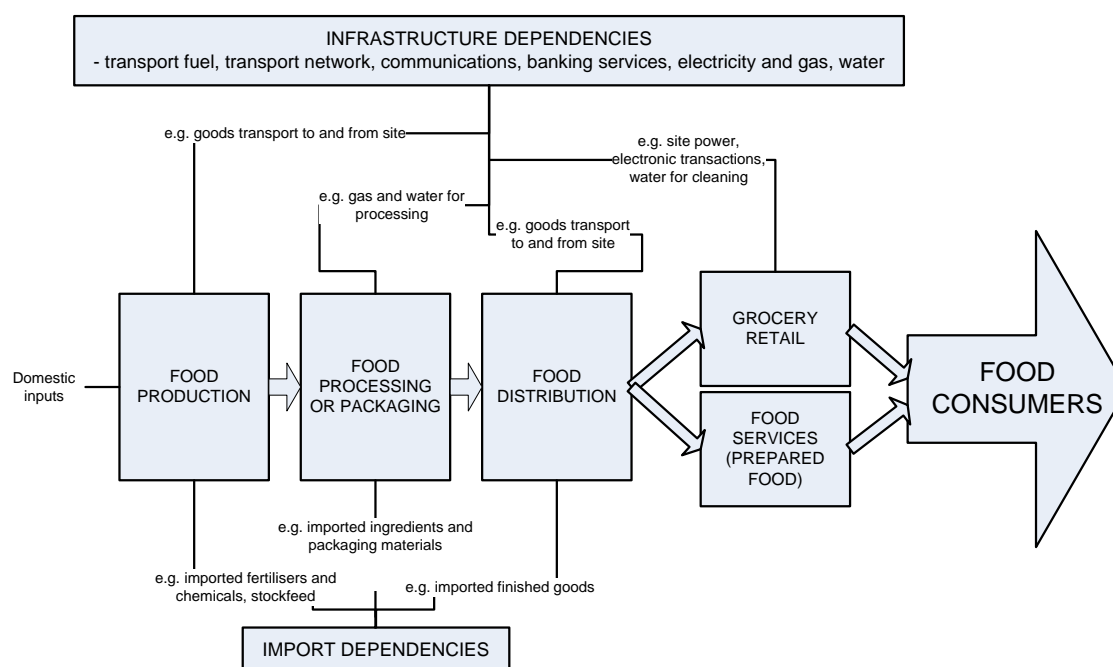 INFRASTRUCTURE DEPENDENCIES
- transport fuel, transport network, communications, banking services, electricity and gas, water
e.g. goods transport to and from site
e.g. site power,
electronic transactions,
water for cleaning
e.g. gas and water for
processing
e.g. goods transport
to and from site
Domestic
inputs
FOOD
PRODUCTION
FOOD
PROCESSING
OR PACKAGING
FOOD
DISTRIBUTION
GROCERY
RETAIL
FOOD
SERVICES
(PREPARED
FOOD)
FOOD
CONSUMERS
e.g. imported ingredients and
packaging materials
e.g. imported fertilisers and
chemicals, stockfeed
e.g. imported finished goods
IMPORT DEPENDENCIES